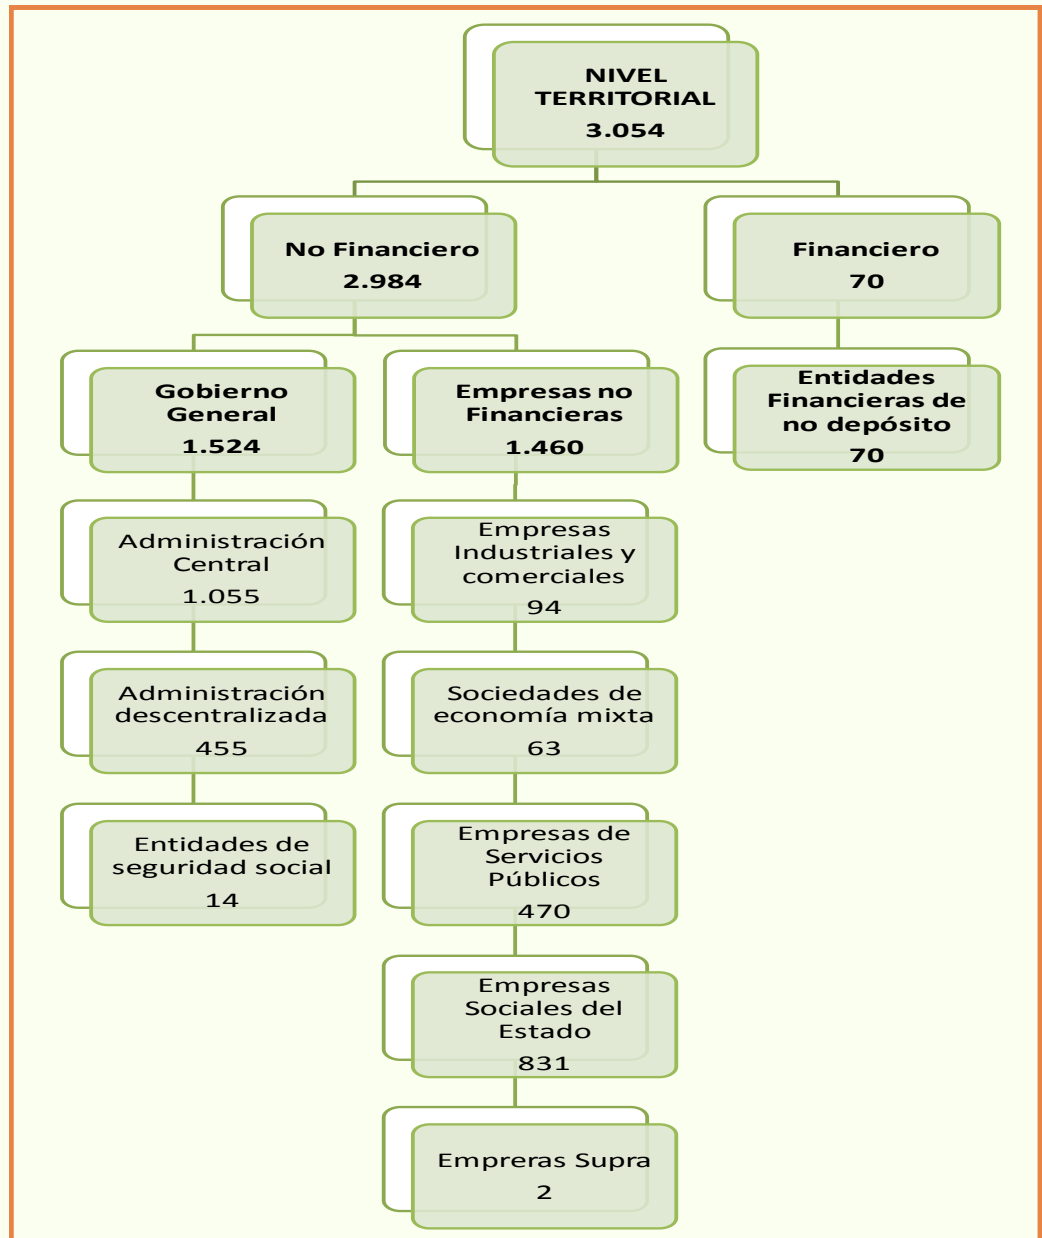 NIVEL
TERRITORIAL
3.054
No Financiero
2.984
Financiero
70
Gobierno
General
1.524
Empresas no
Financieras
1.460
Entidades
Financieras de
no depósito
70
Administración
Central
1.055
Empresas
Industriales y
comerciales
94
Administración
descentralizada
455
Sociedades de
economía mixta
63
Entidades de
seguridad social
14
Empresas de
Servicios
Públicos
470
Empresas
Sociales del
Estado
831
Empreras Supra
2